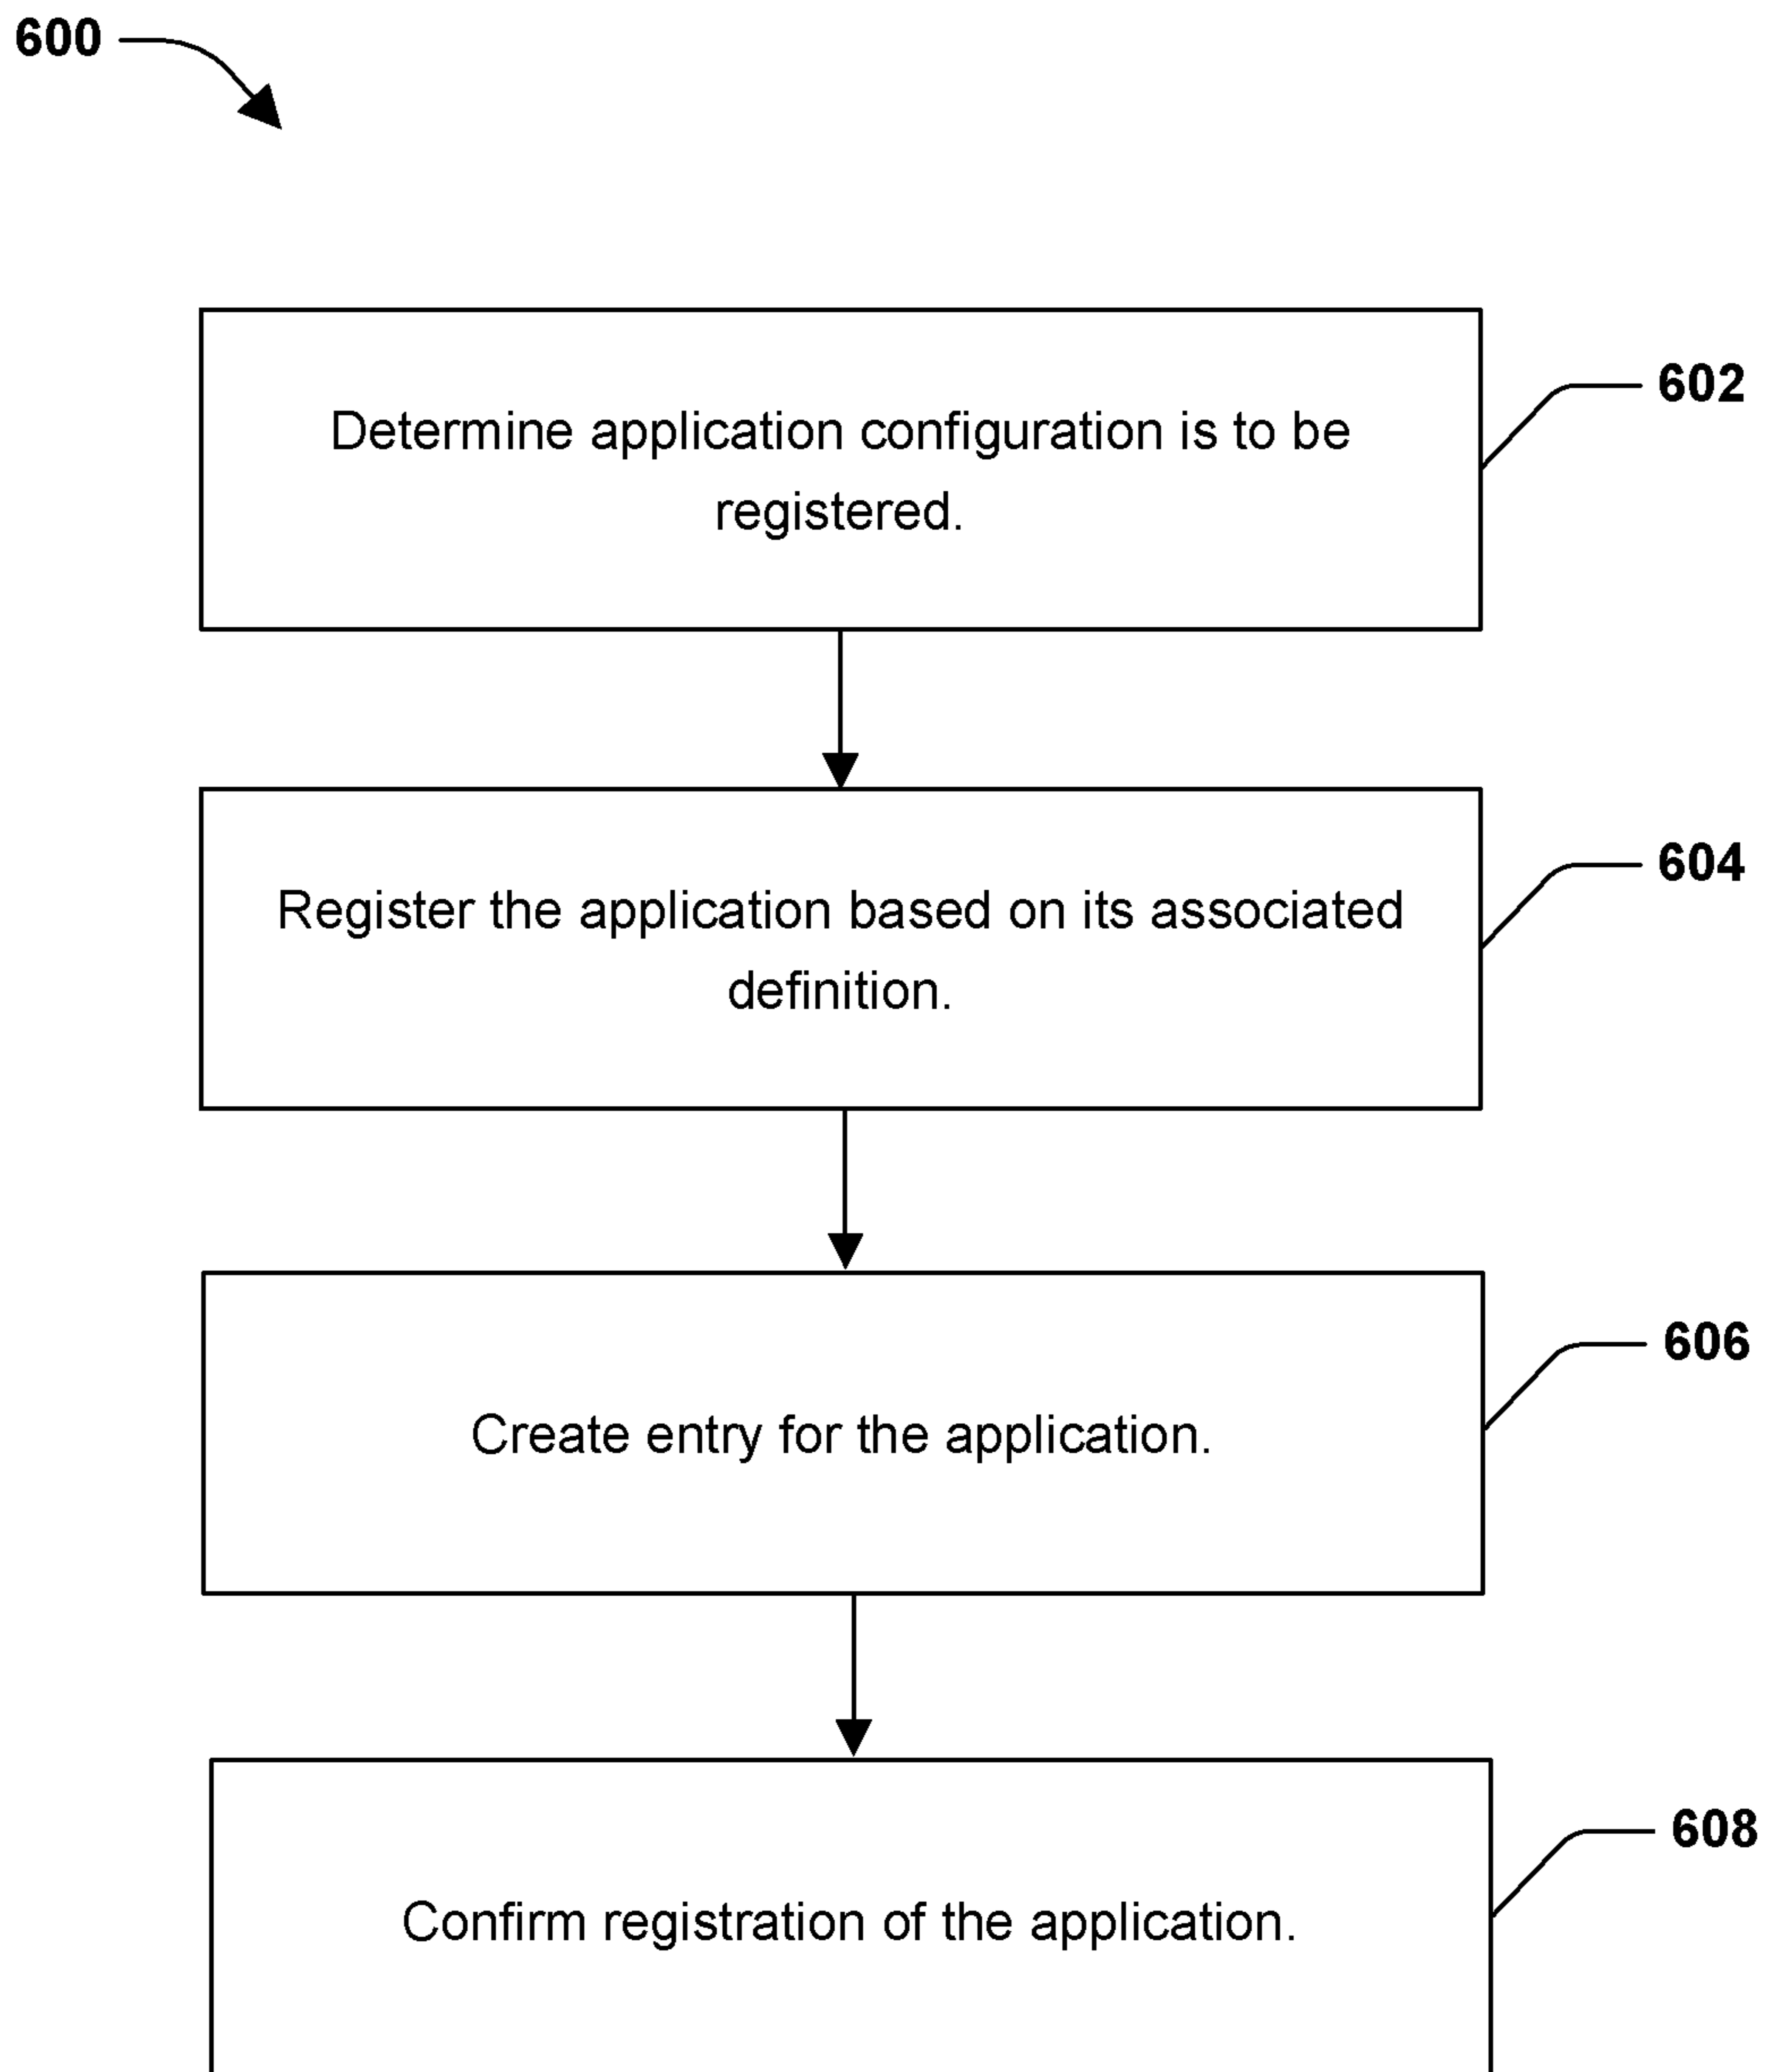 600
Determine application configuration is to be
registered.
602
Register the application based on its associated
definition.
604
Create entry for the application.
606
Confirm registration of the application.
608